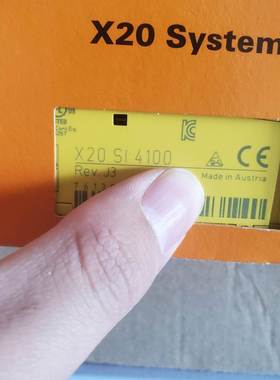 X20 System
X20 SI 4100
Rev. J3
Made in Austria
CE